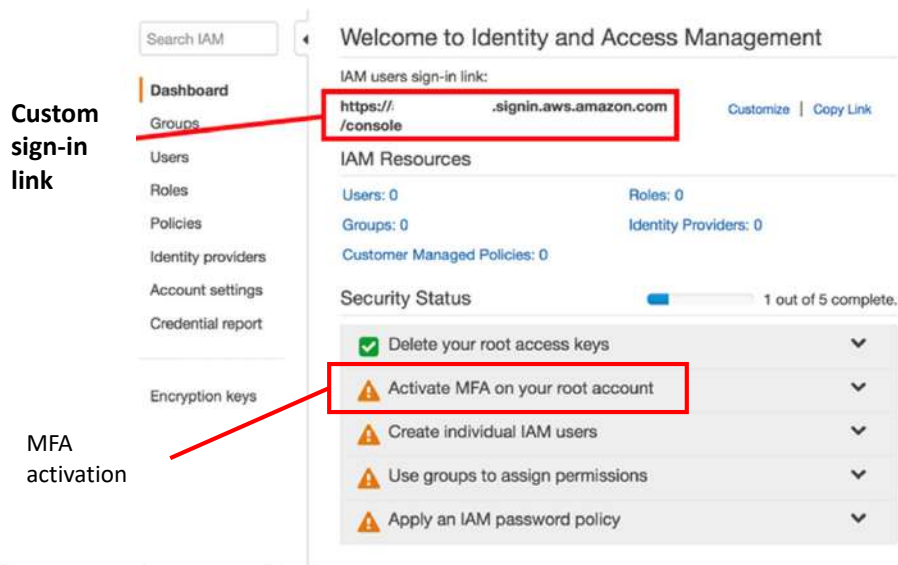 Search IAM
Welcome to Identity and Access Management
IAM users sign-in link:
Dashboard
https://
.signin.aws.amazon.com
/console
Customize | Copy Link
Custom
sign-in
link
Groups
Users
IAM Resources
Roles
Users: 0
Roles: 0
Policies
Groups: 0
Identity Providers: 0
Identity providers
Customer Managed Policies: 0
Account settings
Security Status
1 out of 5 complete.
Credential report
Delete your root access keys
Encryption keys
Activate MFA on your root account
MFA
activation
Create individual IAM users
Use groups to assign permissions
Apply an IAM password policy